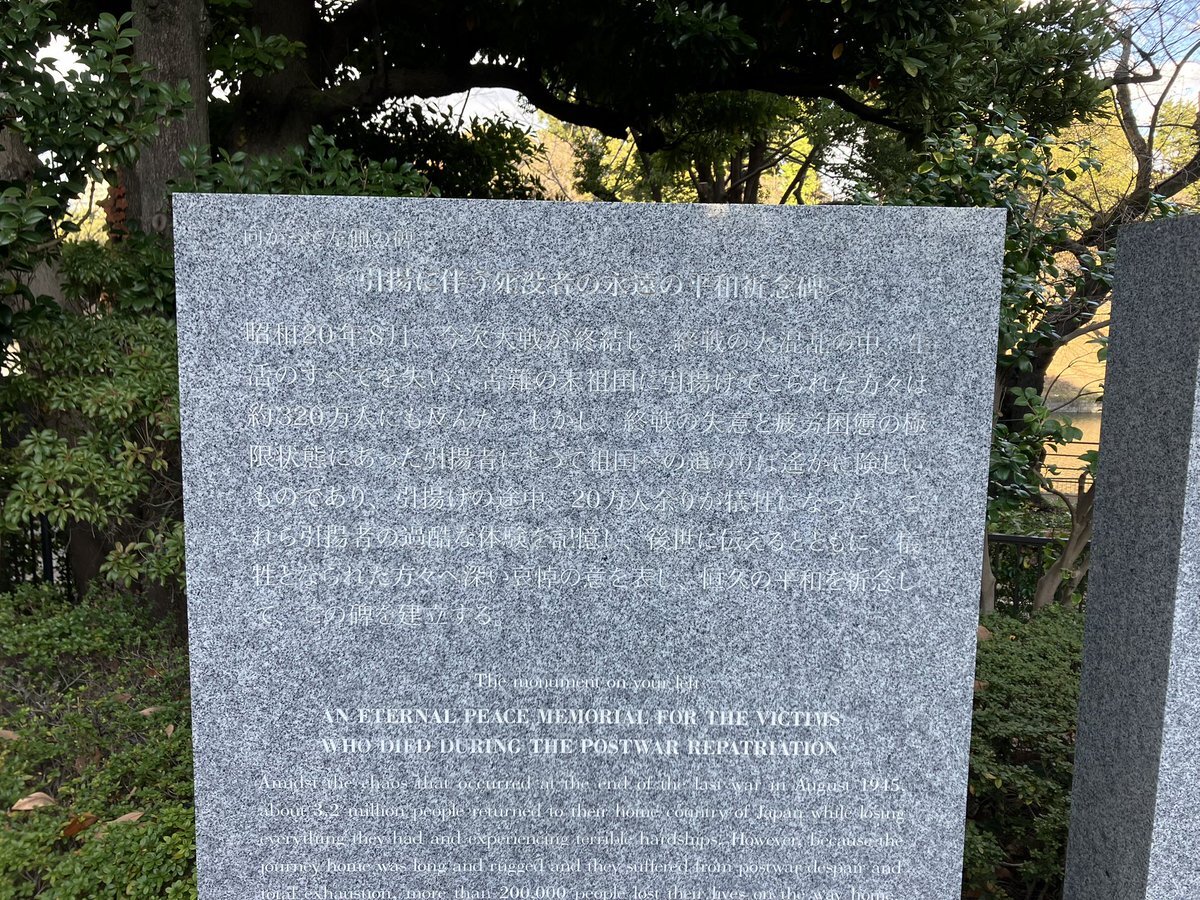 向かって左側の碑
<引揚に伴う死没者の永遠の平和祈念碑>
昭和20年8月、今次大戦が終結し、終戦の大混乱の中、生
活のすべてを失い、苦難の末祖国に引揚げてこられた方々は
約320万人にも及んだ。しかし、終戦の失意と疲労困憊の極
限状態にあった引揚者にとって祖国への道のりは遥かに険しい
ものであり、引揚げの途中、20万人余りが犠牲になった。こ
れら引揚者の過酷な体験を記憶し、後世に伝えるとともに、犠
牲となられた方々へ深い哀悼の意を表し、恒久の平和を祈念し
て、この碑を建立する。
The monument on your left
AN ETERNAL PEACE MEMORIAL FOR THE VICTIMS
WHO DIED DURING THE POSTWAR REPATRIATION
Amidst the chaos that occurred at the end of the last war in August 1945,
about 3.2 million people returned to their home country of Japan while losing
everything they had and experiencing terrible hardships. However, because the
journey home was long and rugged and they suffered from postwar despair and
total exhaustion, more than 200,000 people lost their lives on the way home.